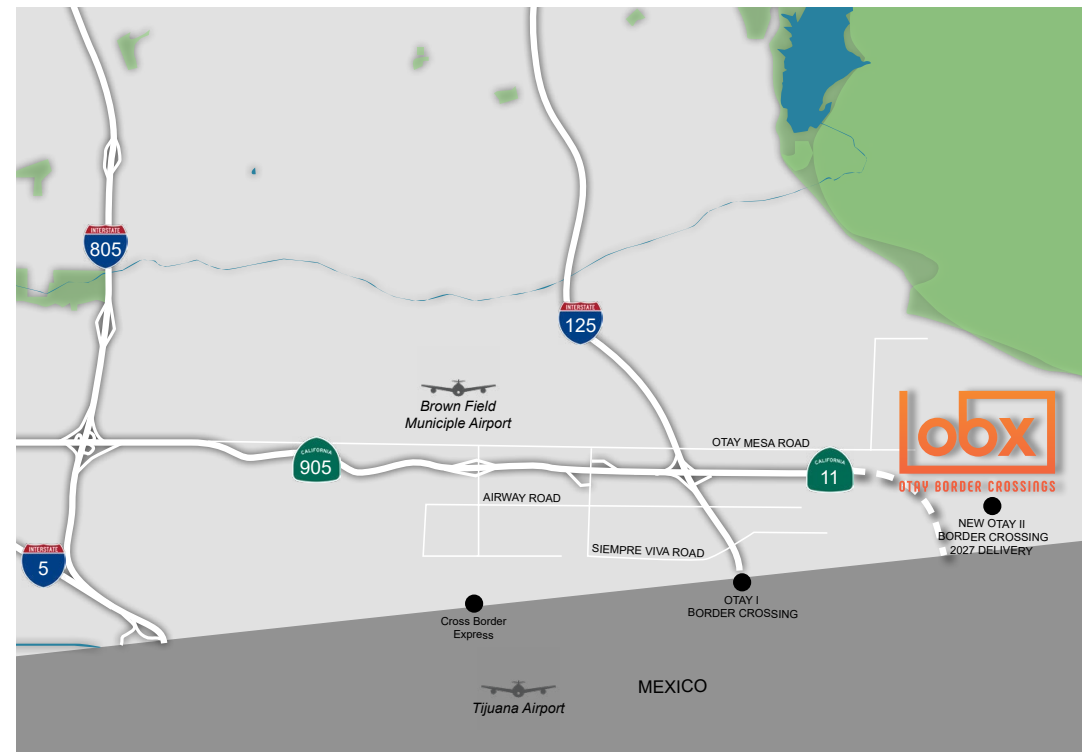 INTERSTATE
805
INTERSTATE
125
Brown Field
Municiple Airport
obx
OTAY BORDER CROSSINGS
OTAY MESA ROAD
CALIFORNIA
905
CALIFORNIA
11
AIRWAY ROAD
NEW OTAY II
BORDER CROSSING
2027 DELIVERY
SIEMPRE VIVA ROAD
INTERSTATE
5
OTAY I
BORDER CROSSING
Cross Border
Express
MEXICO
Tijuana Airport